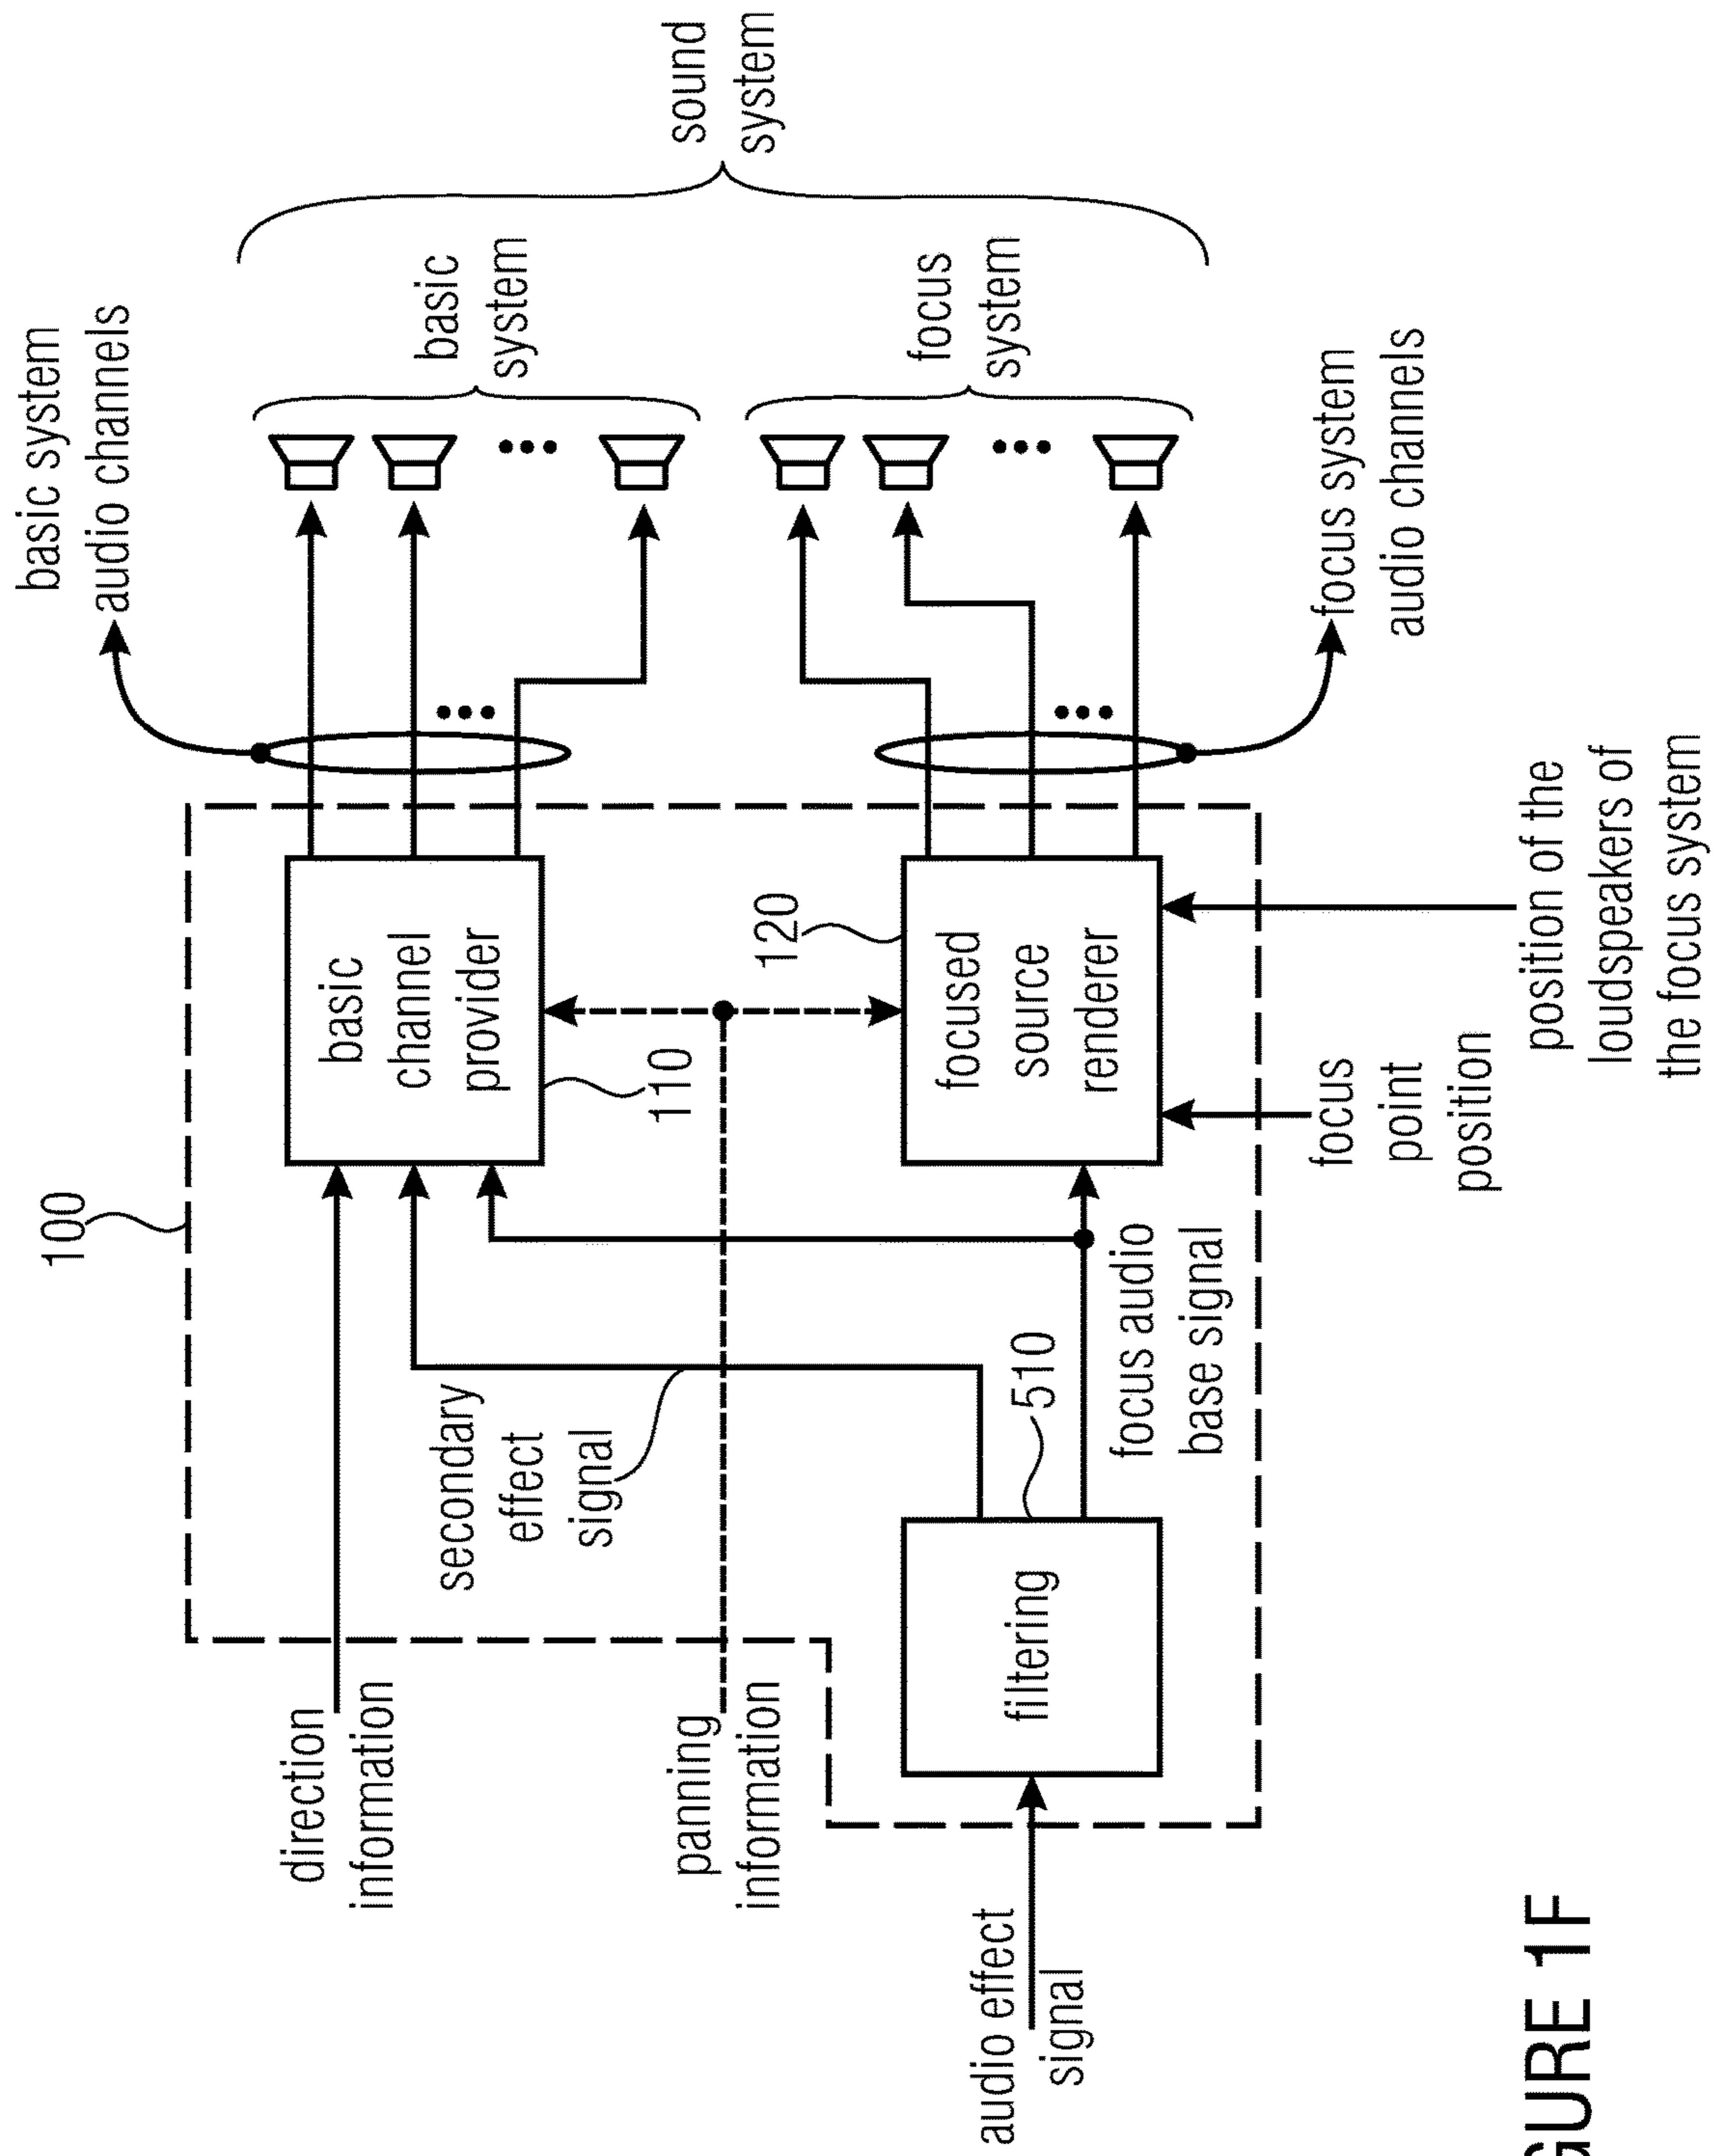 100
basic system
audio channels
direction
information
basic
channel
provider
110
basic
system
secondary
effect
signal
panning
information
sound
system
120
focused
source
renderer
focus
system
audio effect
signal
filtering
510
focus audio
base signal
focus
point
position
position of the
loudspeakers of
the focus system
focus system
audio channels
GURE 1F